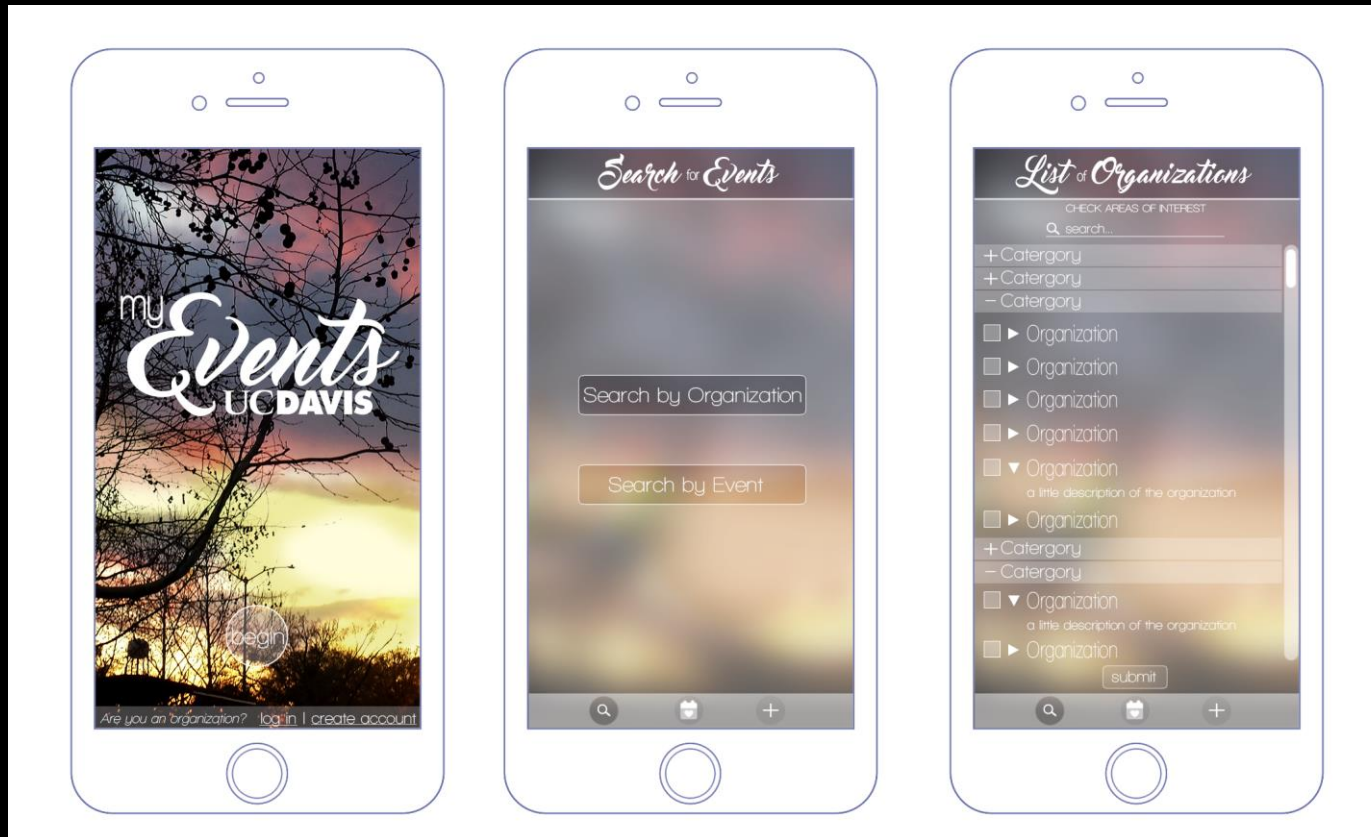 my
Events
UCDAVIS
begin
Are you an organization? log in | create account
Search for Events
Search by Organization
Search by Event
List of Organizations
CHECK AREAS OF INTEREST
search...
+Catergory
+Catergory
−Catergory
Organization
Organization
Organization
Organization
Organization
a little description of the organization
Organization
+Catergory
−Catergory
Organization
a little description of the organization
Organization
submit